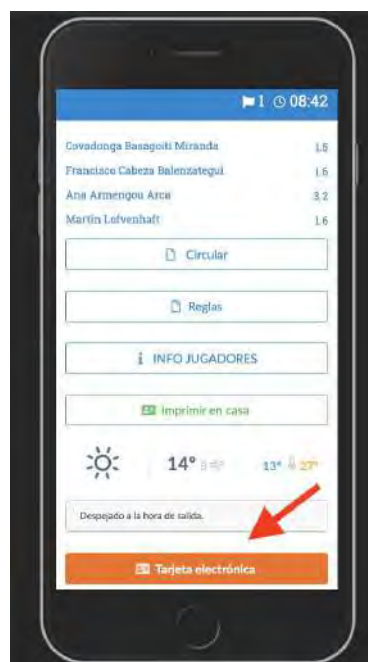 1 08:42
Covadonga Basagoiti Miranda 1.5
Francisco Cabeza Balenzategui 1.6
Ana Armengou Arca 3.2
Martin Lofvenhaft 1.6
Circular
Reglas
INFO JUGADORES
Imprimir en casa
14° 13° 27°
Despejado a la hora de salida.
Tarjeta electrónica